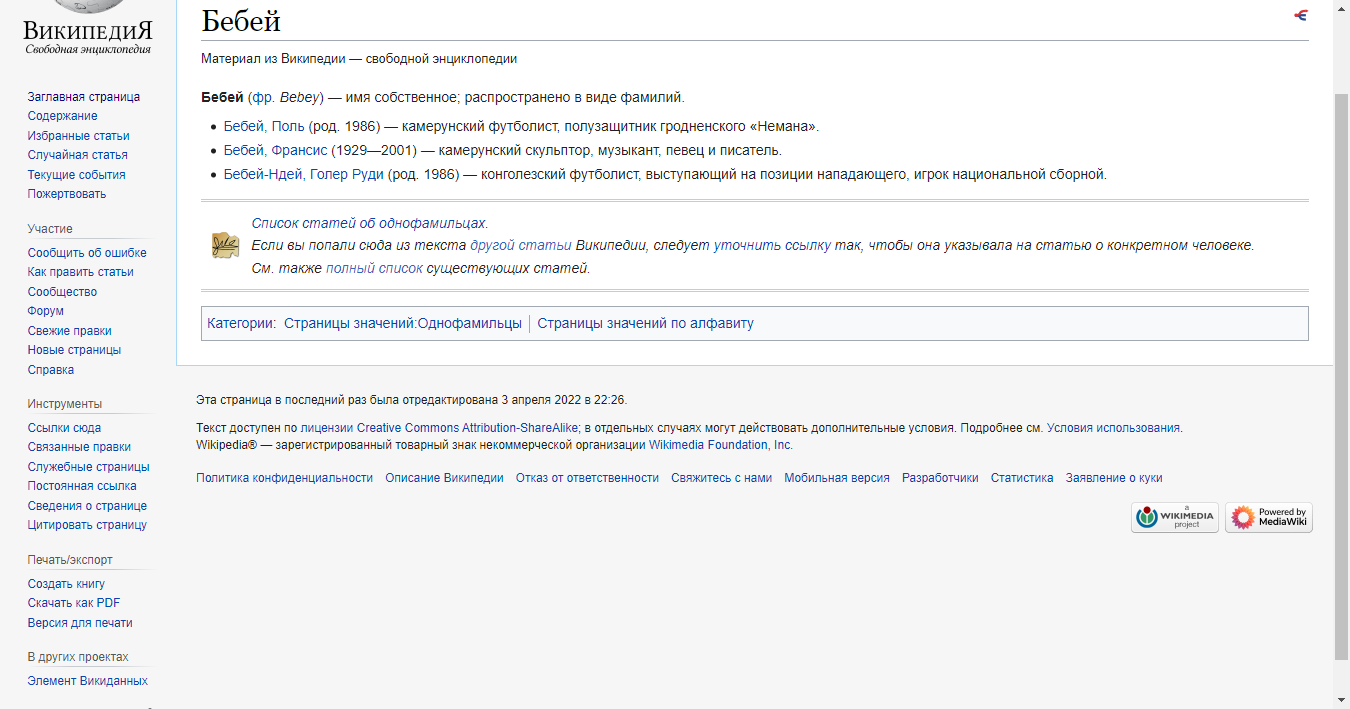 ВикипедиЯ
Свободная энциклопедия
Заглавная страница
Содержание
Избранные статьи
Случайная статья
Текущие события
Пожертвовать
Участие
Сообщить об ошибке
Как править статьи
Сообщество
Форум
Свежие правки
Новые страницы
Справка
Инструменты
Ссылки сюда
Связанные правки
Служебные страницы
Постоянная ссылка
Сведения о странице
Цитировать страницу
Печать/экспорт
Создать книгу
Скачать как PDF
Версия для печати
В других проектах
Элемент Викиданных
Бебей
Материал из Википедии — свободной энциклопедии
Бебей (фр. Bebey) — имя собственное; распространено в виде фамилий.
Бебей, Поль (род. 1986) — камерунский футболист, полузащитник гродненского «Немана».
Бебей, Франсис (1929—2001) — камерунский скульптор, музыкант, певец и писатель.
Бебей-Ндей, Голер Руди (род. 1986) — конголезский футболист, выступающий на позиции нападающего, игрок национальной сборной.
Список статей об однофамильцах.
Если вы попали сюда из текста другой статьи Википедии, следует уточнить ссылку так, чтобы она указывала на статью о конкретном человеке.
См. также полный список существующих статей.
Категории: Страницы значений:Однофамильцы | Страницы значений по алфавиту
Эта страница в последний раз была отредактирована 3 апреля 2022 в 22:26.
Текст доступен по лицензии Creative Commons Attribution-ShareAlike; в отдельных случаях могут действовать дополнительные условия. Подробнее см. Условия использования.
Wikipedia® — зарегистрированный товарный знак некоммерческой организации Wikimedia Foundation, Inc.
Политика конфиденциальности Описание Википедии Отказ от ответственности Свяжитесь с нами Мобильная версия Разработчики Статистика Заявление о куки
a
WIKIMEDIA
project
Powered by
MediaWiki